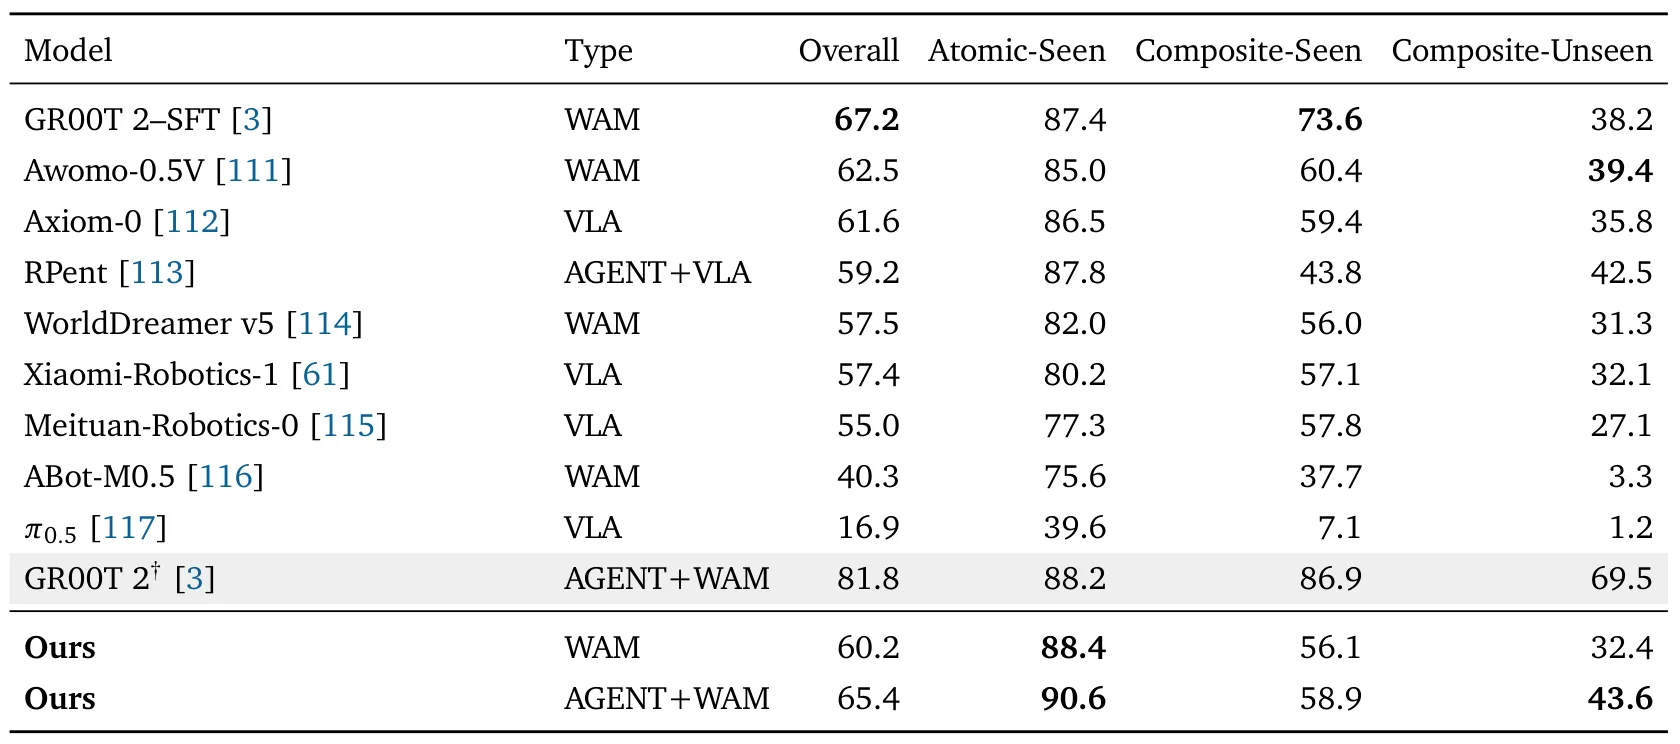 Model Type Overall Atomic-Seen Composite-Seen Composite-Unseen
GR00T 2–SFT [3] WAM 67.2 87.4 73.6 38.2
Awomo-0.5V [111] WAM 62.5 85.0 60.4 39.4
Axiom-0 [112] VLA 61.6 86.5 59.4 35.8
RPent [113] AGENT+VLA 59.2 87.8 43.8 42.5
WorldDreamer v5 [114] WAM 57.5 82.0 56.0 31.3
Xiaomi-Robotics-1 [61] VLA 57.4 80.2 57.1 32.1
Meituan-Robotics-0 [115] VLA 55.0 77.3 57.8 27.1
ABot-M0.5 [116] WAM 40.3 75.6 37.7 3.3
π0.5 [117] VLA 16.9 39.6 7.1 1.2
GR00T 2† [3] AGENT+WAM 81.8 88.2 86.9 69.5
Ours WAM 60.2 88.4 56.1 32.4
Ours AGENT+WAM 65.4 90.6 58.9 43.6